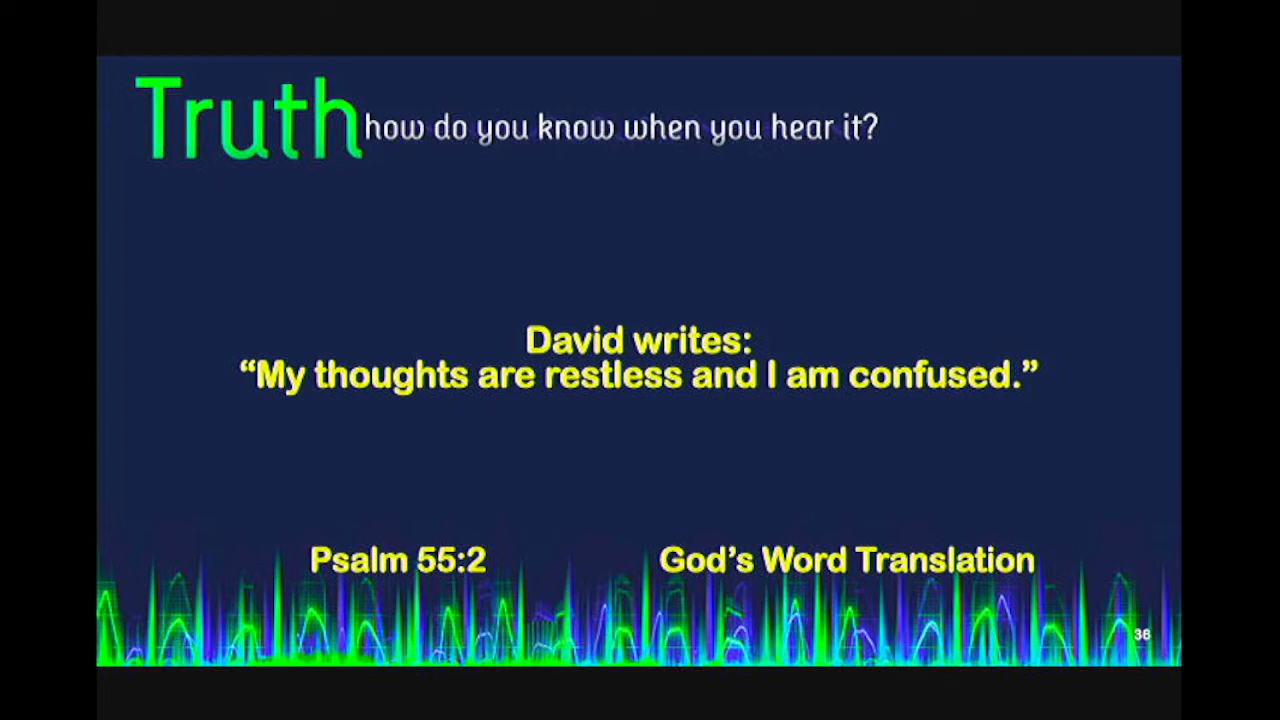 Truth how do you know when you hear it?
David writes:
“My thoughts are restless and I am confused.”
Psalm 55:2 God’s Word Translation
36